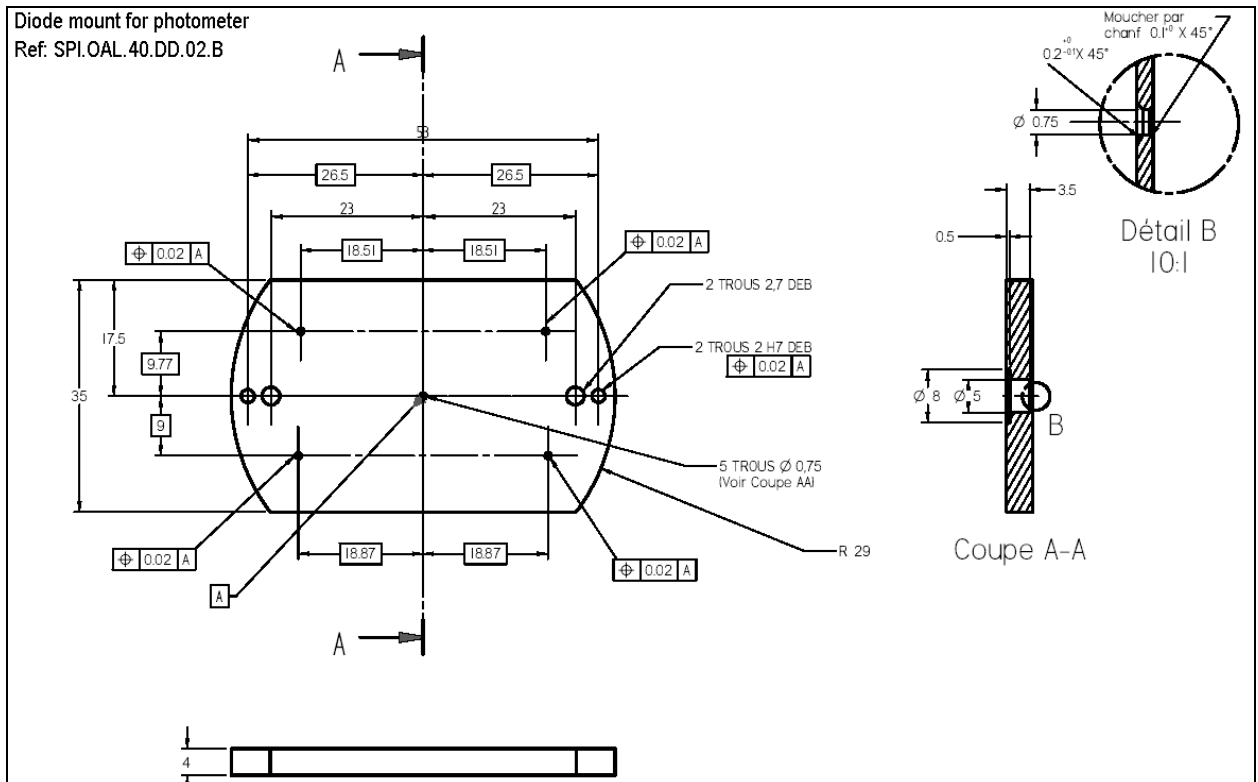 Diode mount for photometer
Ref: SPI.OAL.40.DD.02.B
A
53
26.5 26.5
23 23
18.51 18.51
⌖ 0.02 A
⌖ 0.02 A
2 TROUS 2,7 DEB
2 TROUS 2 H7 DEB
⌖ 0.02 A
17.5
9.77
35
9
5 TROUS Ø 0,75
(Voir Coupe AA)
18.87 18.87
R 29
⌖ 0.02 A
⌖ 0.02 A
A
A
4
Moucher par
chanf 0.1⁺⁰ X 45°
+0
0.2-0.1X 45°
Ø 0.75
Détail B
10:1
3.5
0.5
Ø 8 Ø 5
B
Coupe A-A